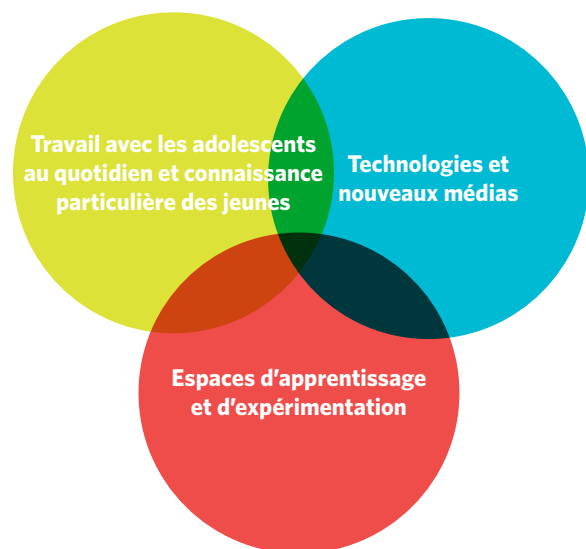 Travail avec les adolescents
au quotidien et connaissance
particulière des jeunes
Technologies et
nouveaux médias
Espaces d'apprentissage
et d'expérimentation